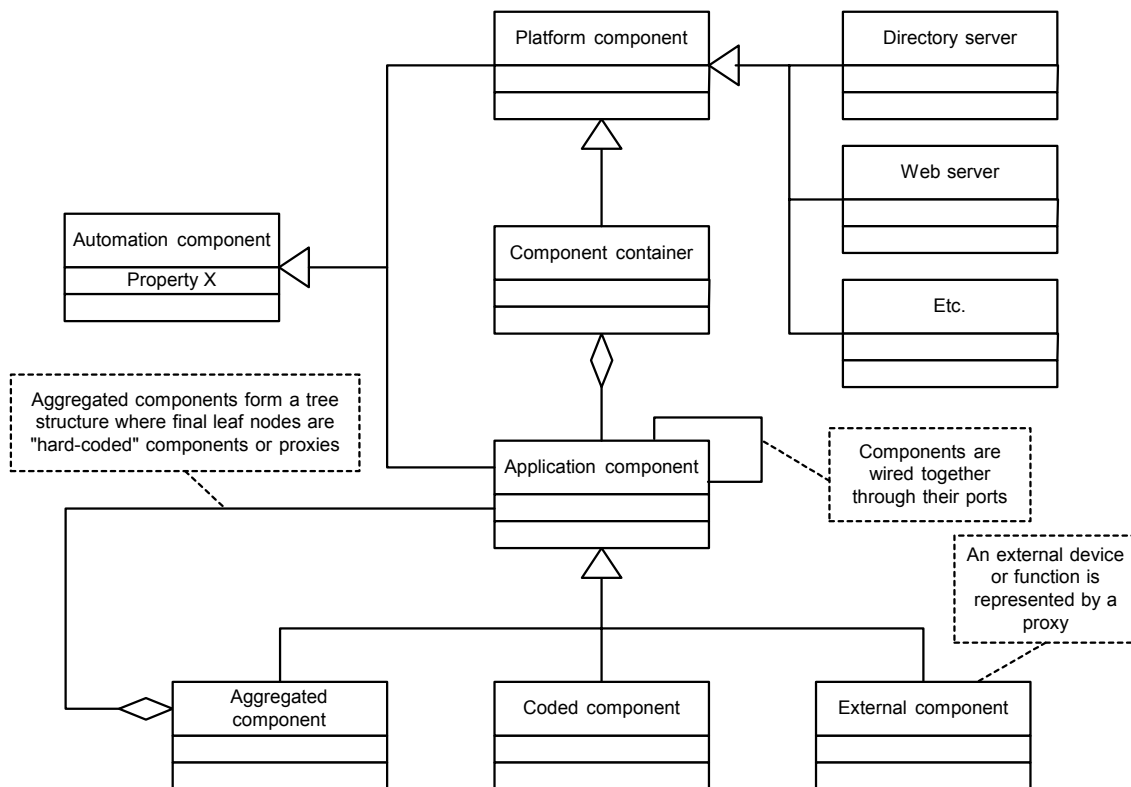 Platform component
Directory server
Web server
Automation component
Property X
Component container
Etc.
Aggregated components form a tree
structure where final leaf nodes are
"hard-coded" components or proxies
Application component
Components are
wired together
through their ports
An external device
or function is
represented by a
proxy
Aggregated
component
Coded component
External component